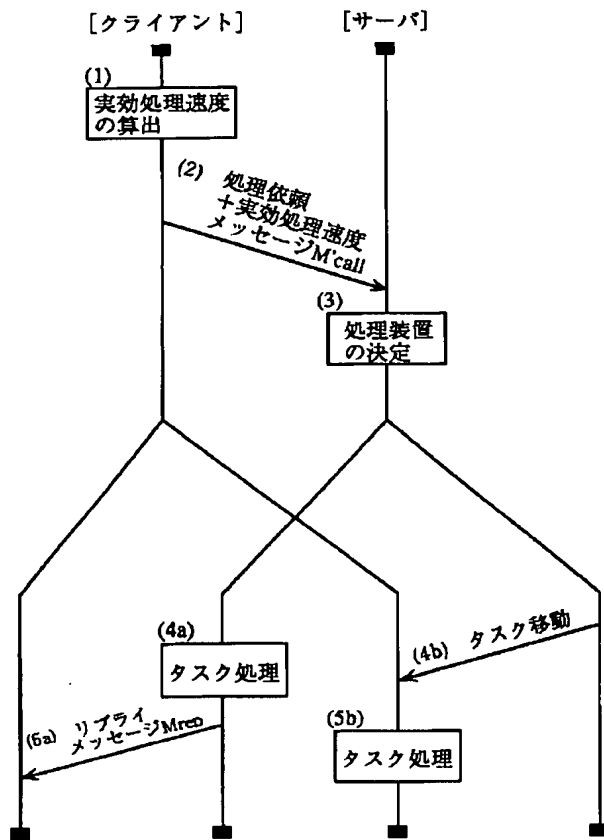 [クライアント]
[サーバ]
(1)
実効処理速度
の算出
(2) 処理依頼
+実効処理速度
メッセージM'call
(3)
処理装置
の決定
(4a)
タスク処理
(4b) タスク移動
(5a) リプライ
メッセージMrep
(5b)
タスク処理